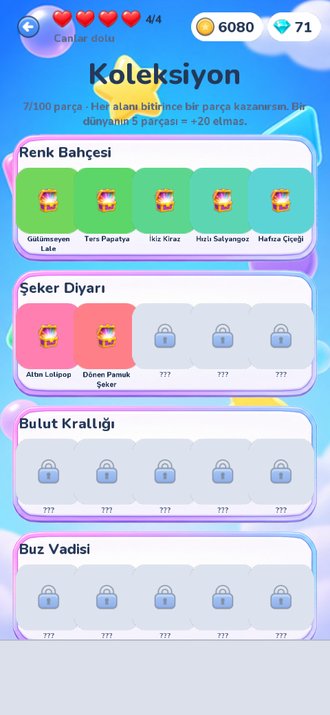 4/4
Canlar dolu
6080
71
Koleksiyon
7/100 parça · Her alanı bitirince bir parça kazanırsın. Bir
dünyanın 5 parçası = +20 elmas.
Renk Bahçesi
Gülümseyen Lale
Ters Papatya
İkiz Kiraz
Hızlı Salyangoz
Hafıza Çiçeği
Şeker Diyarı
Altın Lolipop
Dönen Pamuk Şeker
???
???
???
Bulut Krallığı
???
???
???
???
???
Buz Vadisi
???
???
???
???
???